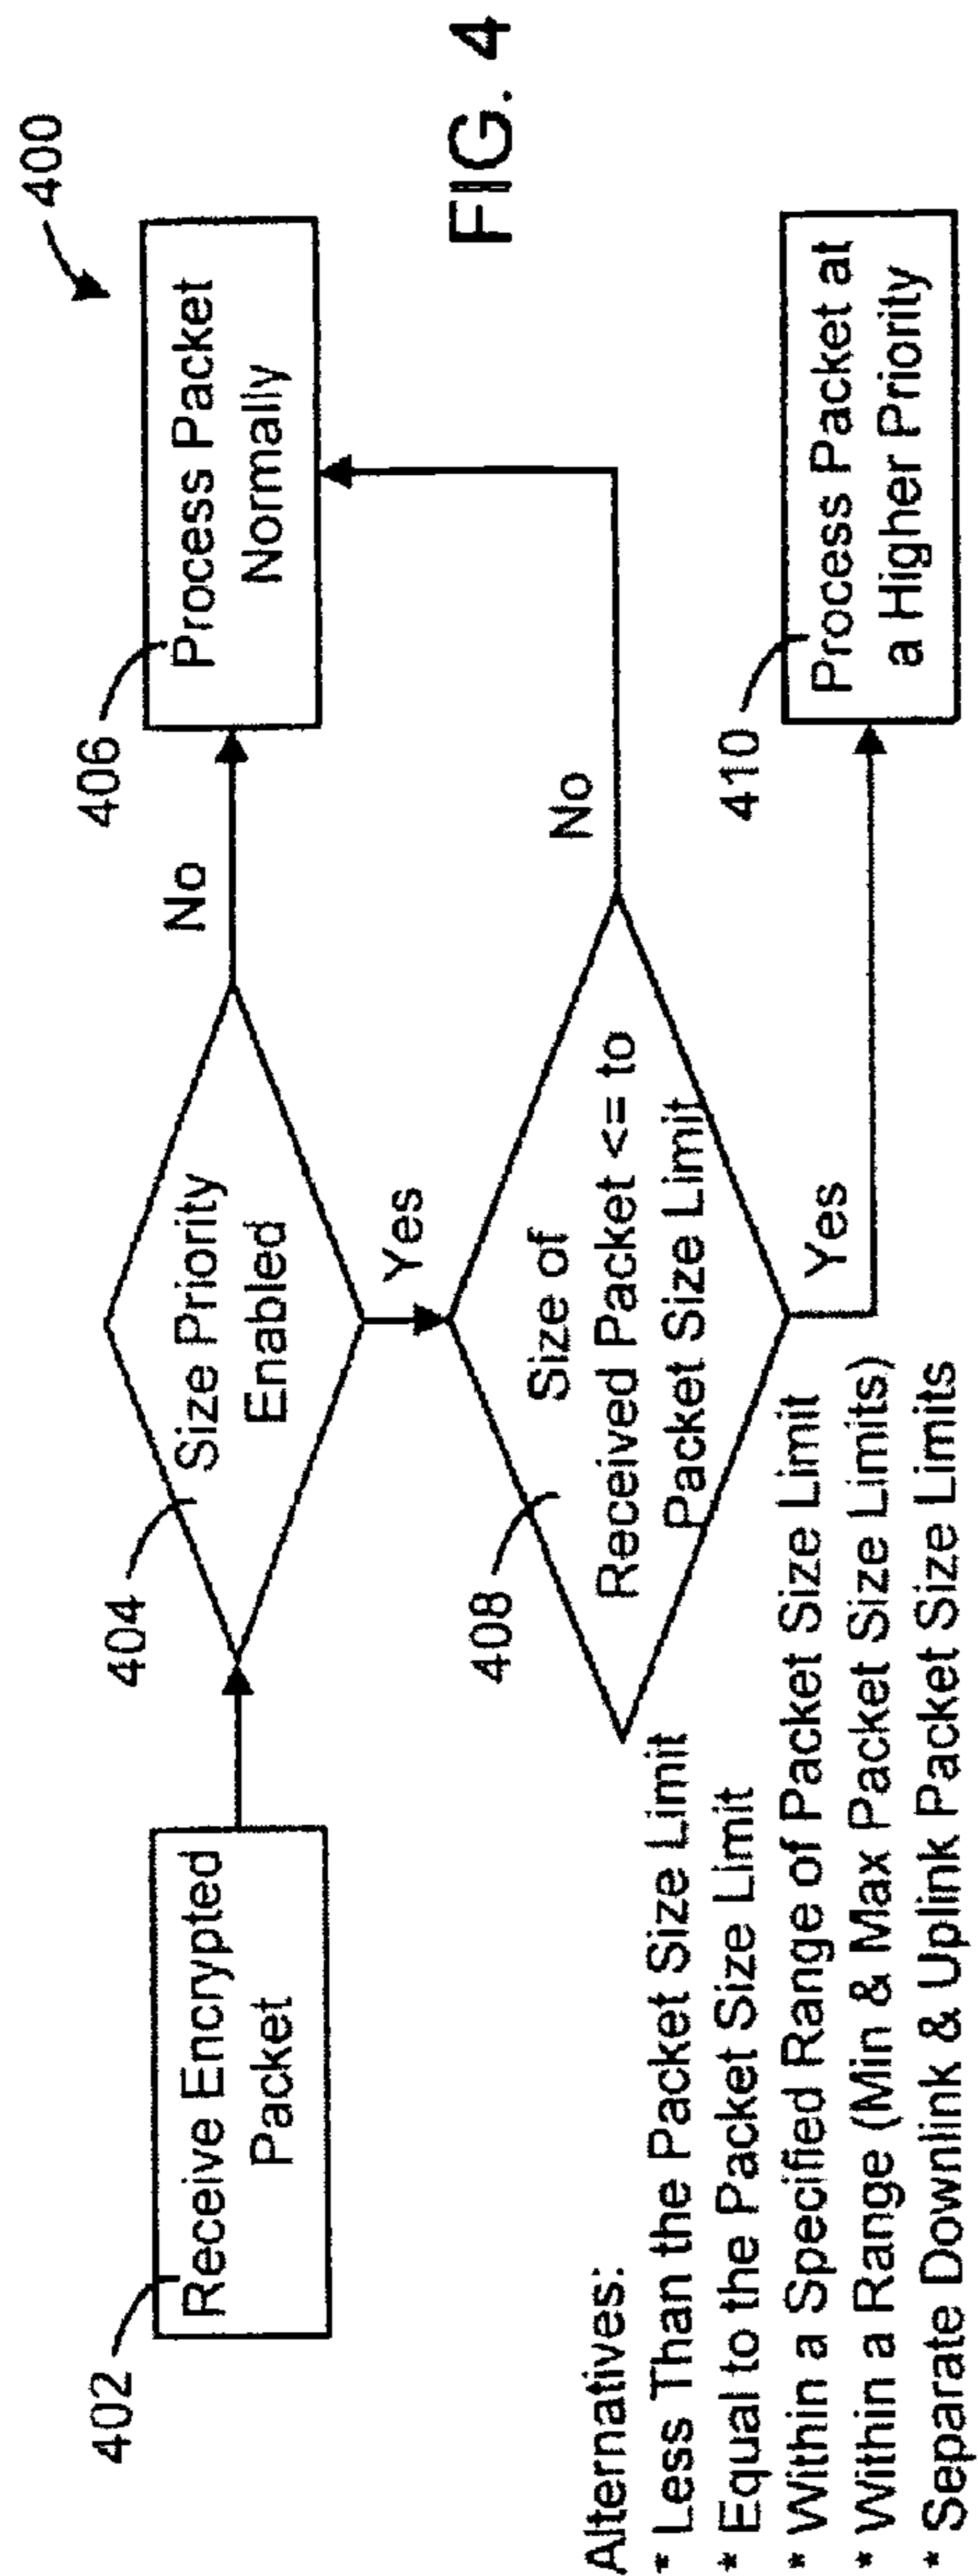 400
402
Receive Encrypted
Packet
404
Size Priority
Enabled
No
406
Process Packet
Normally
Yes
408
Size of
Received Packet <= to
Packet Size Limit
No
Yes
410
Process Packet at
a Higher Priority
Alternatives:
* Less Than the Packet Size Limit
* Equal to the Packet Size Limit
* Within a Specified Range of Packet Size Limit
* Within a Range (Min & Max Packet Size Limits)
* Separate Downlink & Uplink Packet Size Limits
FIG. 4